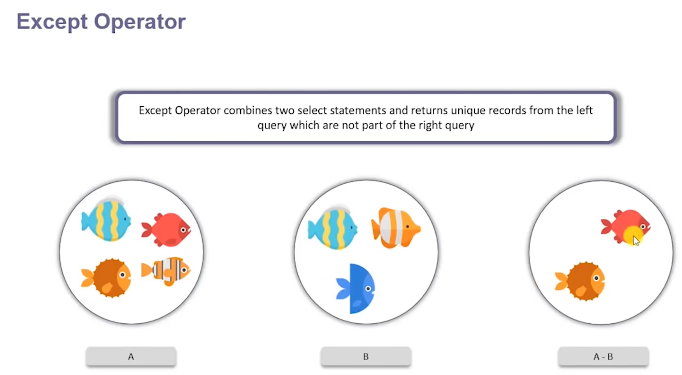 Except Operator
Except Operator combines two select statements and returns unique records from the left
query which are not part of the right query
A
B
A - B